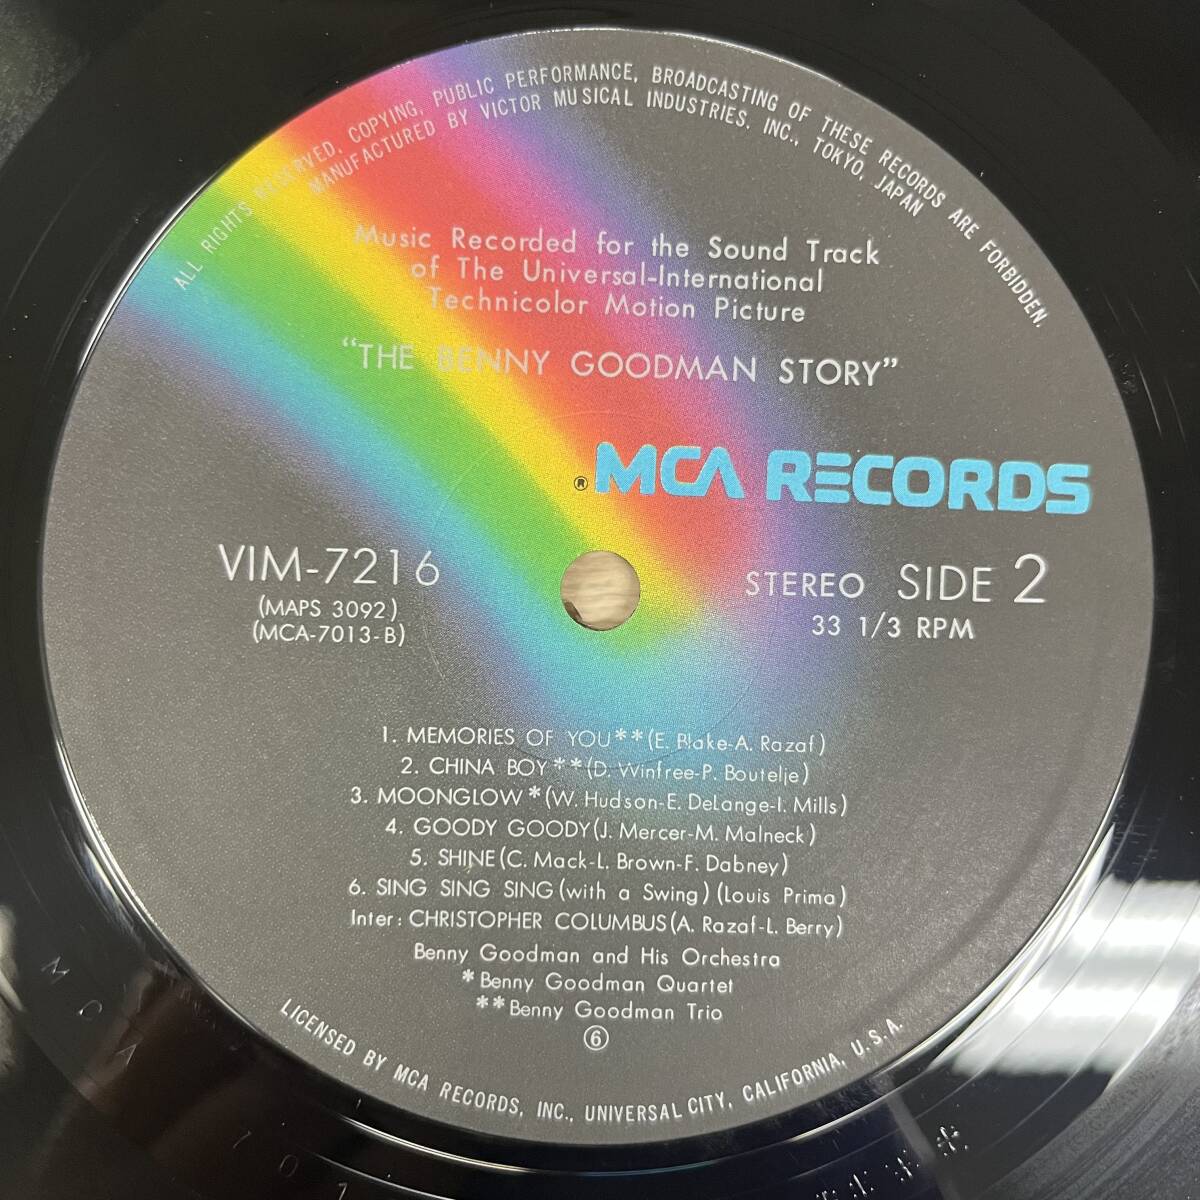 ALL RIGHTS RESERVED, COPYING, PUBLIC PERFORMANCE, BROADCASTING OF THESE RECORDS ARE FORBIDDEN.
MANUFACTURED BY VICTOR MUSICAL INDUSTRIES, INC., TOKYO, JAPAN
Music Recorded for the Sound Track
of The Universal-International
Technicolor Motion Picture
“THE BENNY GOODMAN STORY”
® MCA RECORDS
VIM-7216
(MAPS 3092)
(MCA-7013-B)
STEREO SIDE 2
33 1/3 RPM
1. MEMORIES OF YOU**(E. Blake-A. Razaf)
2. CHINA BOY**(D. Winfree-P. Boutelje)
3. MOONGLOW*(W. Hudson-E. DeLange-I. Mills)
4. GOODY GOODY(J. Mercer-M. Malneck)
5. SHINE(C. Mack-L. Brown-F. Dabney)
6. SING SING SING(with a Swing)(Louis Prima)
Inter: CHRISTOPHER COLUMBUS(A. Razaf-L. Berry)
Benny Goodman and His Orchestra
*Benny Goodman Quartet
**Benny Goodman Trio
⑥
LICENSED BY MCA RECORDS, INC., UNIVERSAL CITY, CALIFORNIA, U.S.A.
MCA 701